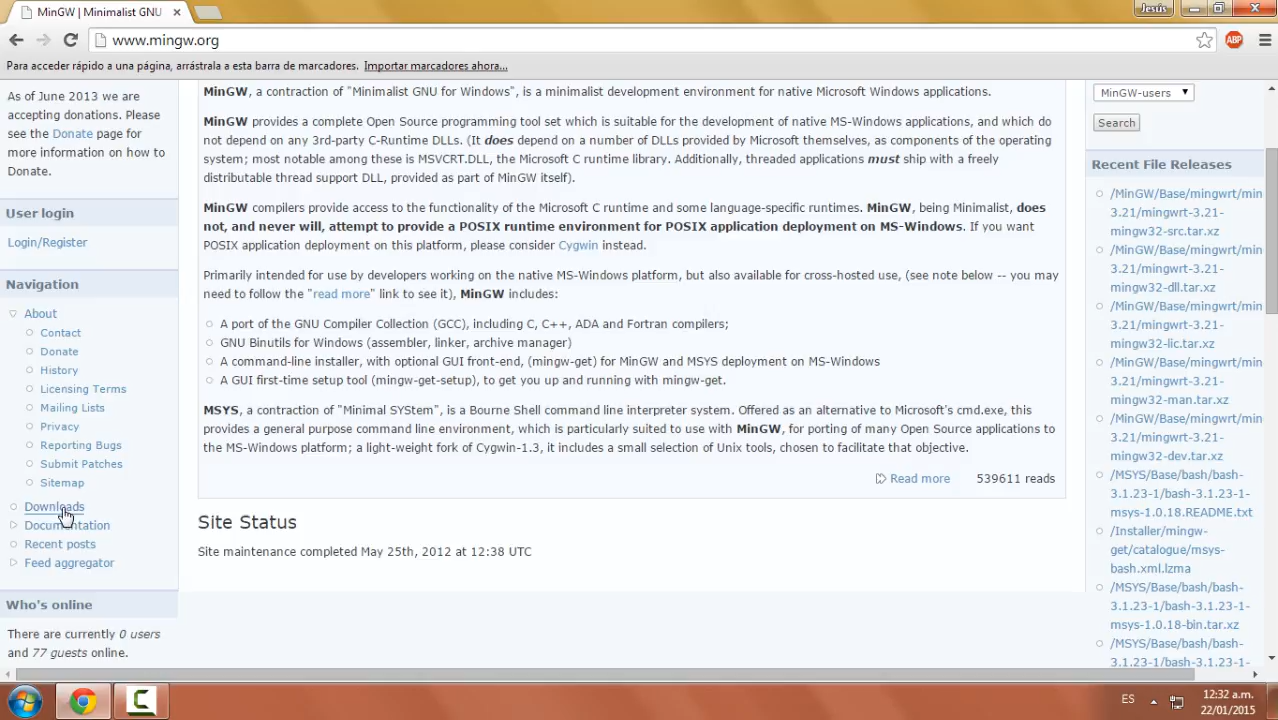 MinGW | Minimalist GNU
Jesús
www.mingw.org
ABP
Para acceder rápido a una página, arrástrala a esta barra de marcadores. Importar marcadores ahora...
As of June 2013 we are
accepting donations. Please
see the Donate page for
more information on how to
Donate.
User login
Login/Register
Navigation
About
Contact
Donate
History
Licensing Terms
Mailing Lists
Privacy
Reporting Bugs
Submit Patches
Sitemap
Downloads
Documentation
Recent posts
Feed aggregator
Who's online
There are currently 0 users
and 77 guests online.
MinGW, a contraction of "Minimalist GNU for Windows", is a minimalist development environment for native Microsoft Windows applications.
MinGW provides a complete Open Source programming tool set which is suitable for the development of native MS-Windows applications, and which do
not depend on any 3rd-party C-Runtime DLLs. (It does depend on a number of DLLs provided by Microsoft themselves, as components of the operating
system; most notable among these is MSVCRT.DLL, the Microsoft C runtime library. Additionally, threaded applications must ship with a freely
distributable thread support DLL, provided as part of MinGW itself).
MinGW compilers provide access to the functionality of the Microsoft C runtime and some language-specific runtimes. MinGW, being Minimalist, does
not, and never will, attempt to provide a POSIX runtime environment for POSIX application deployment on MS-Windows. If you want
POSIX application deployment on this platform, please consider Cygwin instead.
Primarily intended for use by developers working on the native MS-Windows platform, but also available for cross-hosted use, (see note below -- you may
need to follow the "read more" link to see it), MinGW includes:
A port of the GNU Compiler Collection (GCC), including C, C++, ADA and Fortran compilers;
GNU Binutils for Windows (assembler, linker, archive manager)
A command-line installer, with optional GUI front-end, (mingw-get) for MinGW and MSYS deployment on MS-Windows
A GUI first-time setup tool (mingw-get-setup), to get you up and running with mingw-get.
MSYS, a contraction of "Minimal SYStem", is a Bourne Shell command line interpreter system. Offered as an alternative to Microsoft's cmd.exe, this
provides a general purpose command line environment, which is particularly suited to use with MinGW, for porting of many Open Source applications to
the MS-Windows platform; a light-weight fork of Cygwin-1.3, it includes a small selection of Unix tools, chosen to facilitate that objective.
Read more 539611 reads
Site Status
Site maintenance completed May 25th, 2012 at 12:38 UTC
MinGW-users
Search
Recent File Releases
/MinGW/Base/mingwrt/min
3.21/mingwrt-3.21-
mingw32-src.tar.xz
/MinGW/Base/mingwrt/min
3.21/mingwrt-3.21-
mingw32-dll.tar.xz
/MinGW/Base/mingwrt/min
3.21/mingwrt-3.21-
mingw32-lic.tar.xz
/MinGW/Base/mingwrt/min
3.21/mingwrt-3.21-
mingw32-man.tar.xz
/MinGW/Base/mingwrt/min
3.21/mingwrt-3.21-
mingw32-dev.tar.xz
/MSYS/Base/bash/bash-
3.1.23-1/bash-3.1.23-1-
msys-1.0.18.README.txt
/Installer/mingw-
get/catalogue/msys-
bash.xml.lzma
/MSYS/Base/bash/bash-
3.1.23-1/bash-3.1.23-1-
msys-1.0.18-bin.tar.xz
/MSYS/Base/bash/bash-
3.1.23-1/bash-3.1.23-1-
ES
12:32 a.m.
22/01/2015